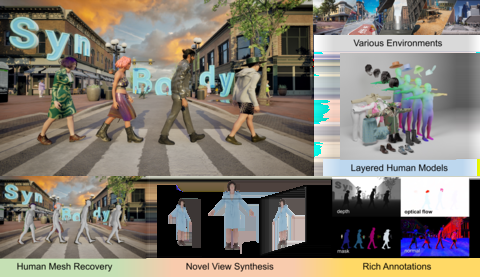 Syn
Body
Various Environments
Layered Human Models
Syn
Body
depth
optical flow
mask
normal
Human Mesh Recovery
Novel View Synthesis
Rich Annotations